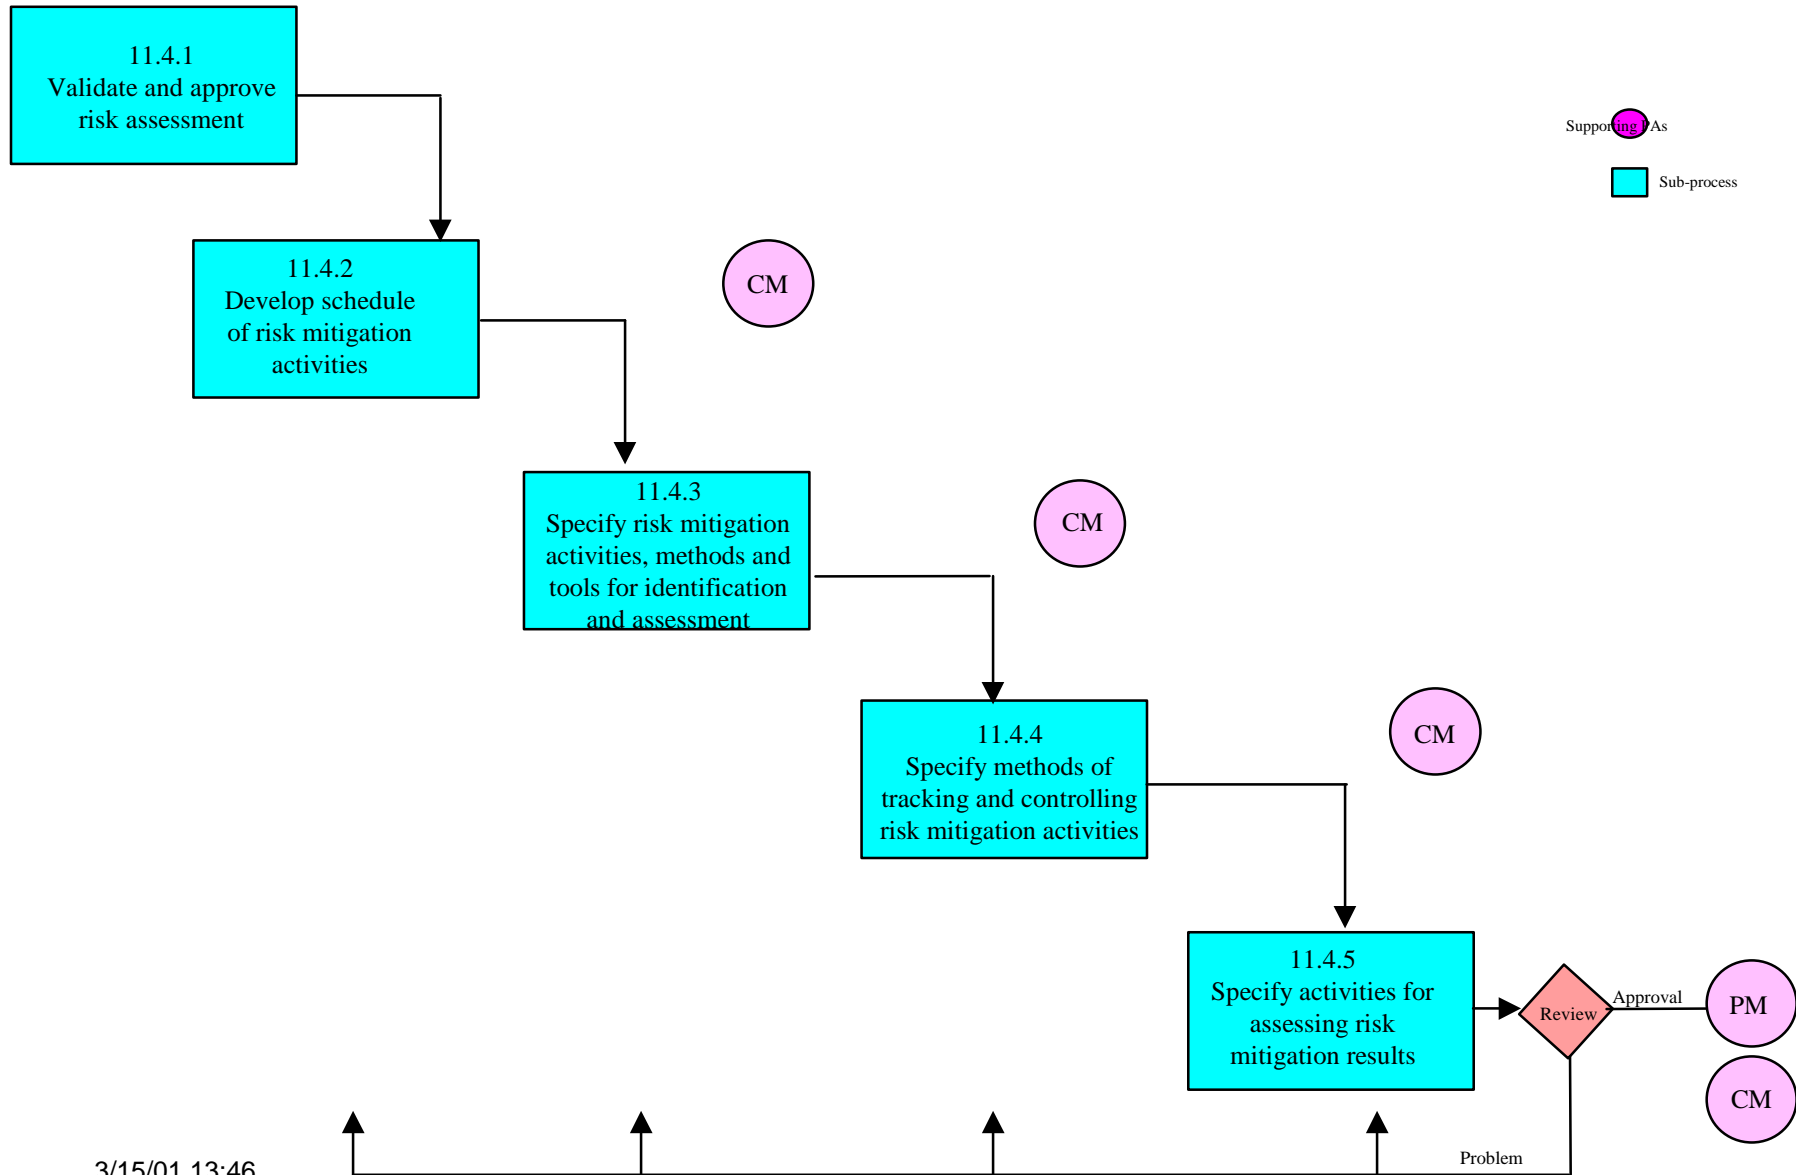 11.4.1
Validate and approve
risk assessment
Supporting PAs
Sub-process
11.4.2
Develop schedule
of risk mitigation
activities
CM
11.4.3
Specify risk mitigation
activities, methods and
tools for identification
and assessment
CM
11.4.4
Specify methods of
tracking and controlling
risk mitigation activities
CM
11.4.5
Specify activities for
assessing risk
mitigation results
Review
Approval
PM
CM
Problem
3/15/01 13:46